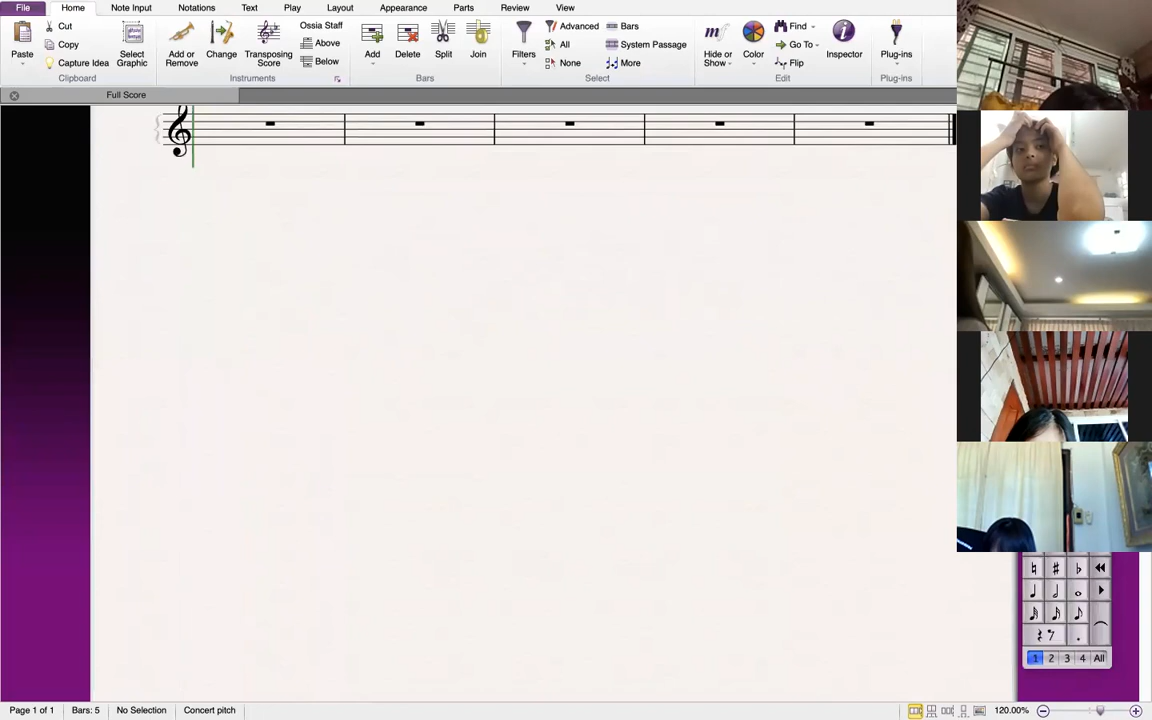 File Home Note Input Notations Text Play Layout Appearance Parts Review View
Paste Cut Copy Capture Idea Select Graphic Clipboard
Add or Remove Change Transposing Score Ossia Staff Above Below Instruments
Add Delete Split Join Bars
Filters Advanced All None Bars System Passage More Select
Hide or Show Color Find Go To Flip Inspector Edit
Plug-ins Plug-ins
Full Score
1 2 3 4 All
Page 1 of 1 Bars: 5 No Selection Concert pitch 120.00%